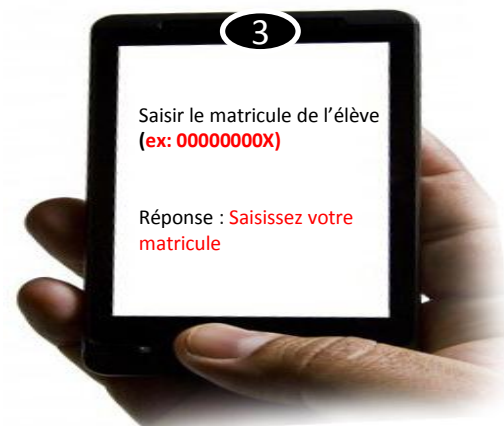 3
Saisir le matricule de l’élève
(ex: 00000000X)
Réponse : Saisissez votre
matricule